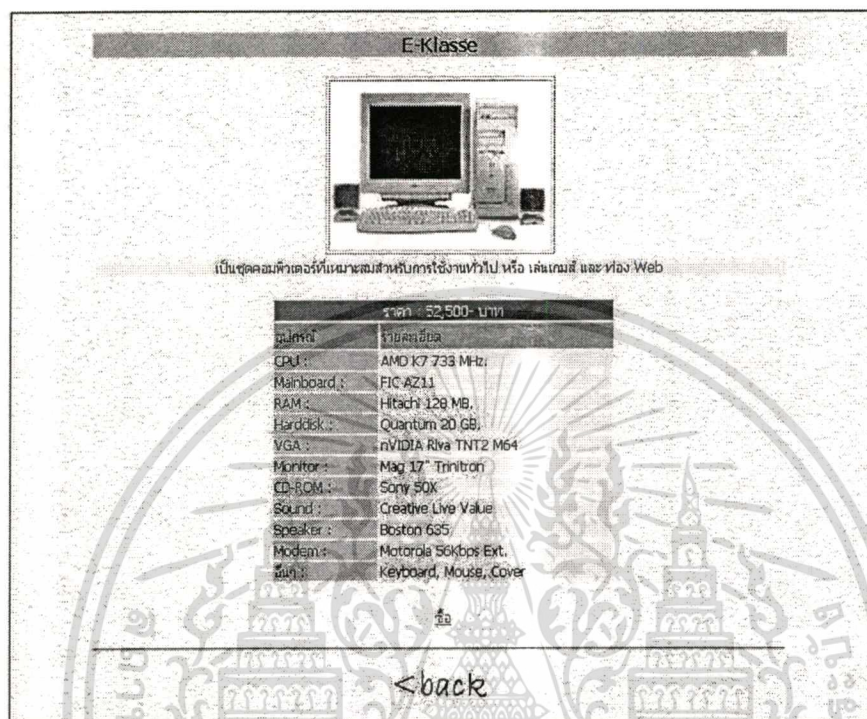 E-Klasse
เป็นชุดคอมพิวเตอร์ที่เหมาะสมสำหรับการใช้งานทั่วไป หรือ เล่นเกมส์ และ ท่อง Web
ราคา : 52,500- บาท
อุปกรณ์ รายละเอียด
CPU : AMD K7 733 MHz.
Mainboard : FIC AZ11
RAM : Hitachi 128 MB.
Harddisk : Quantum 20 GB.
VGA : nVIDIA Riva TNT2 M64
Monitor : Mag 17" Trinitron
CD-ROM : Sony 50X
Sound : Creative Live Value
Speaker : Boston 635
Modem : Motorola 56Kbps Ext.
อื่นๆ : Keyboard, Mouse, Cover
ซื้อ
<back